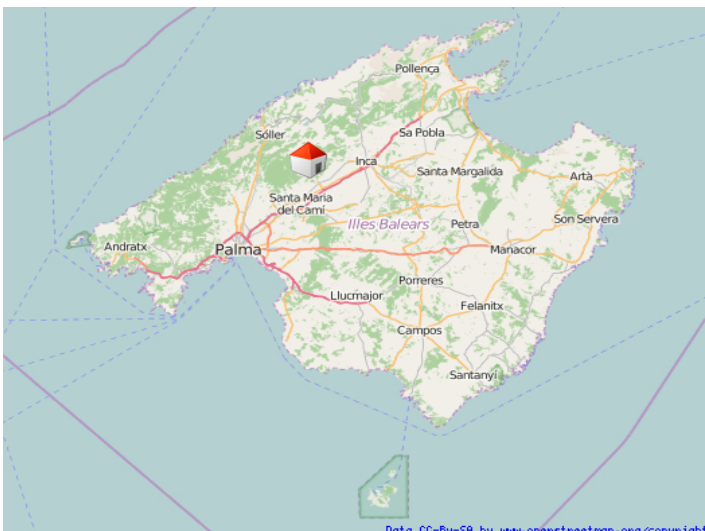 Pollença
Sóller
Sa Pobla
Inca
Santa Margalida
Artà
Santa Maria
del Camí
Illes Balears
Petra
Son Servera
Andratx
Palma
Manacor
Porreres
Llucmajor
Felanitx
Campos
Santanyí
Data CC-By-SA by www.openstreetmap.org/copyright